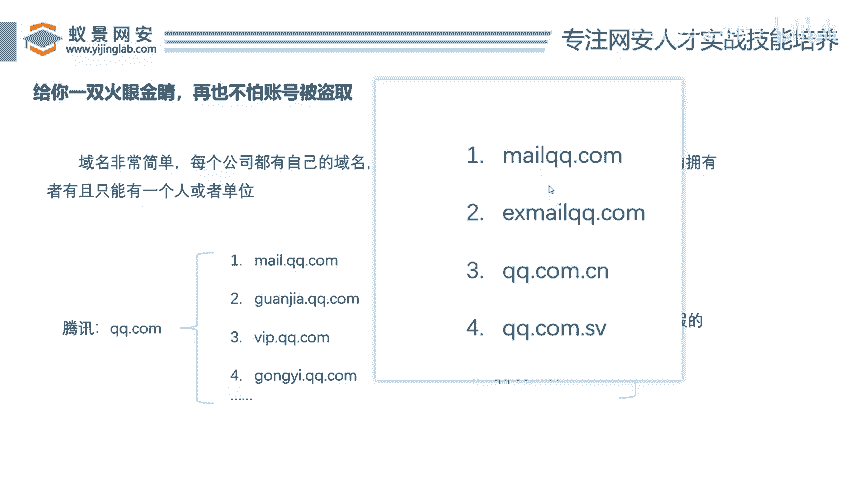 蚁景网安
www.yijinglab.com
专注网安人才实战技能培养
给你一双火眼金睛，再也不怕账号被盗取
域名非常简单，每个公司都有自己的域名，
拥有
者有且只能有一个人或者单位
腾讯：qq.com
1. mail.qq.com
2. guanjia.qq.com
3. vip.qq.com
4. gongyi.qq.com
......
1. mailqq.com
2. exmailqq.com
3. qq.com.cn
4. qq.com.sv
的